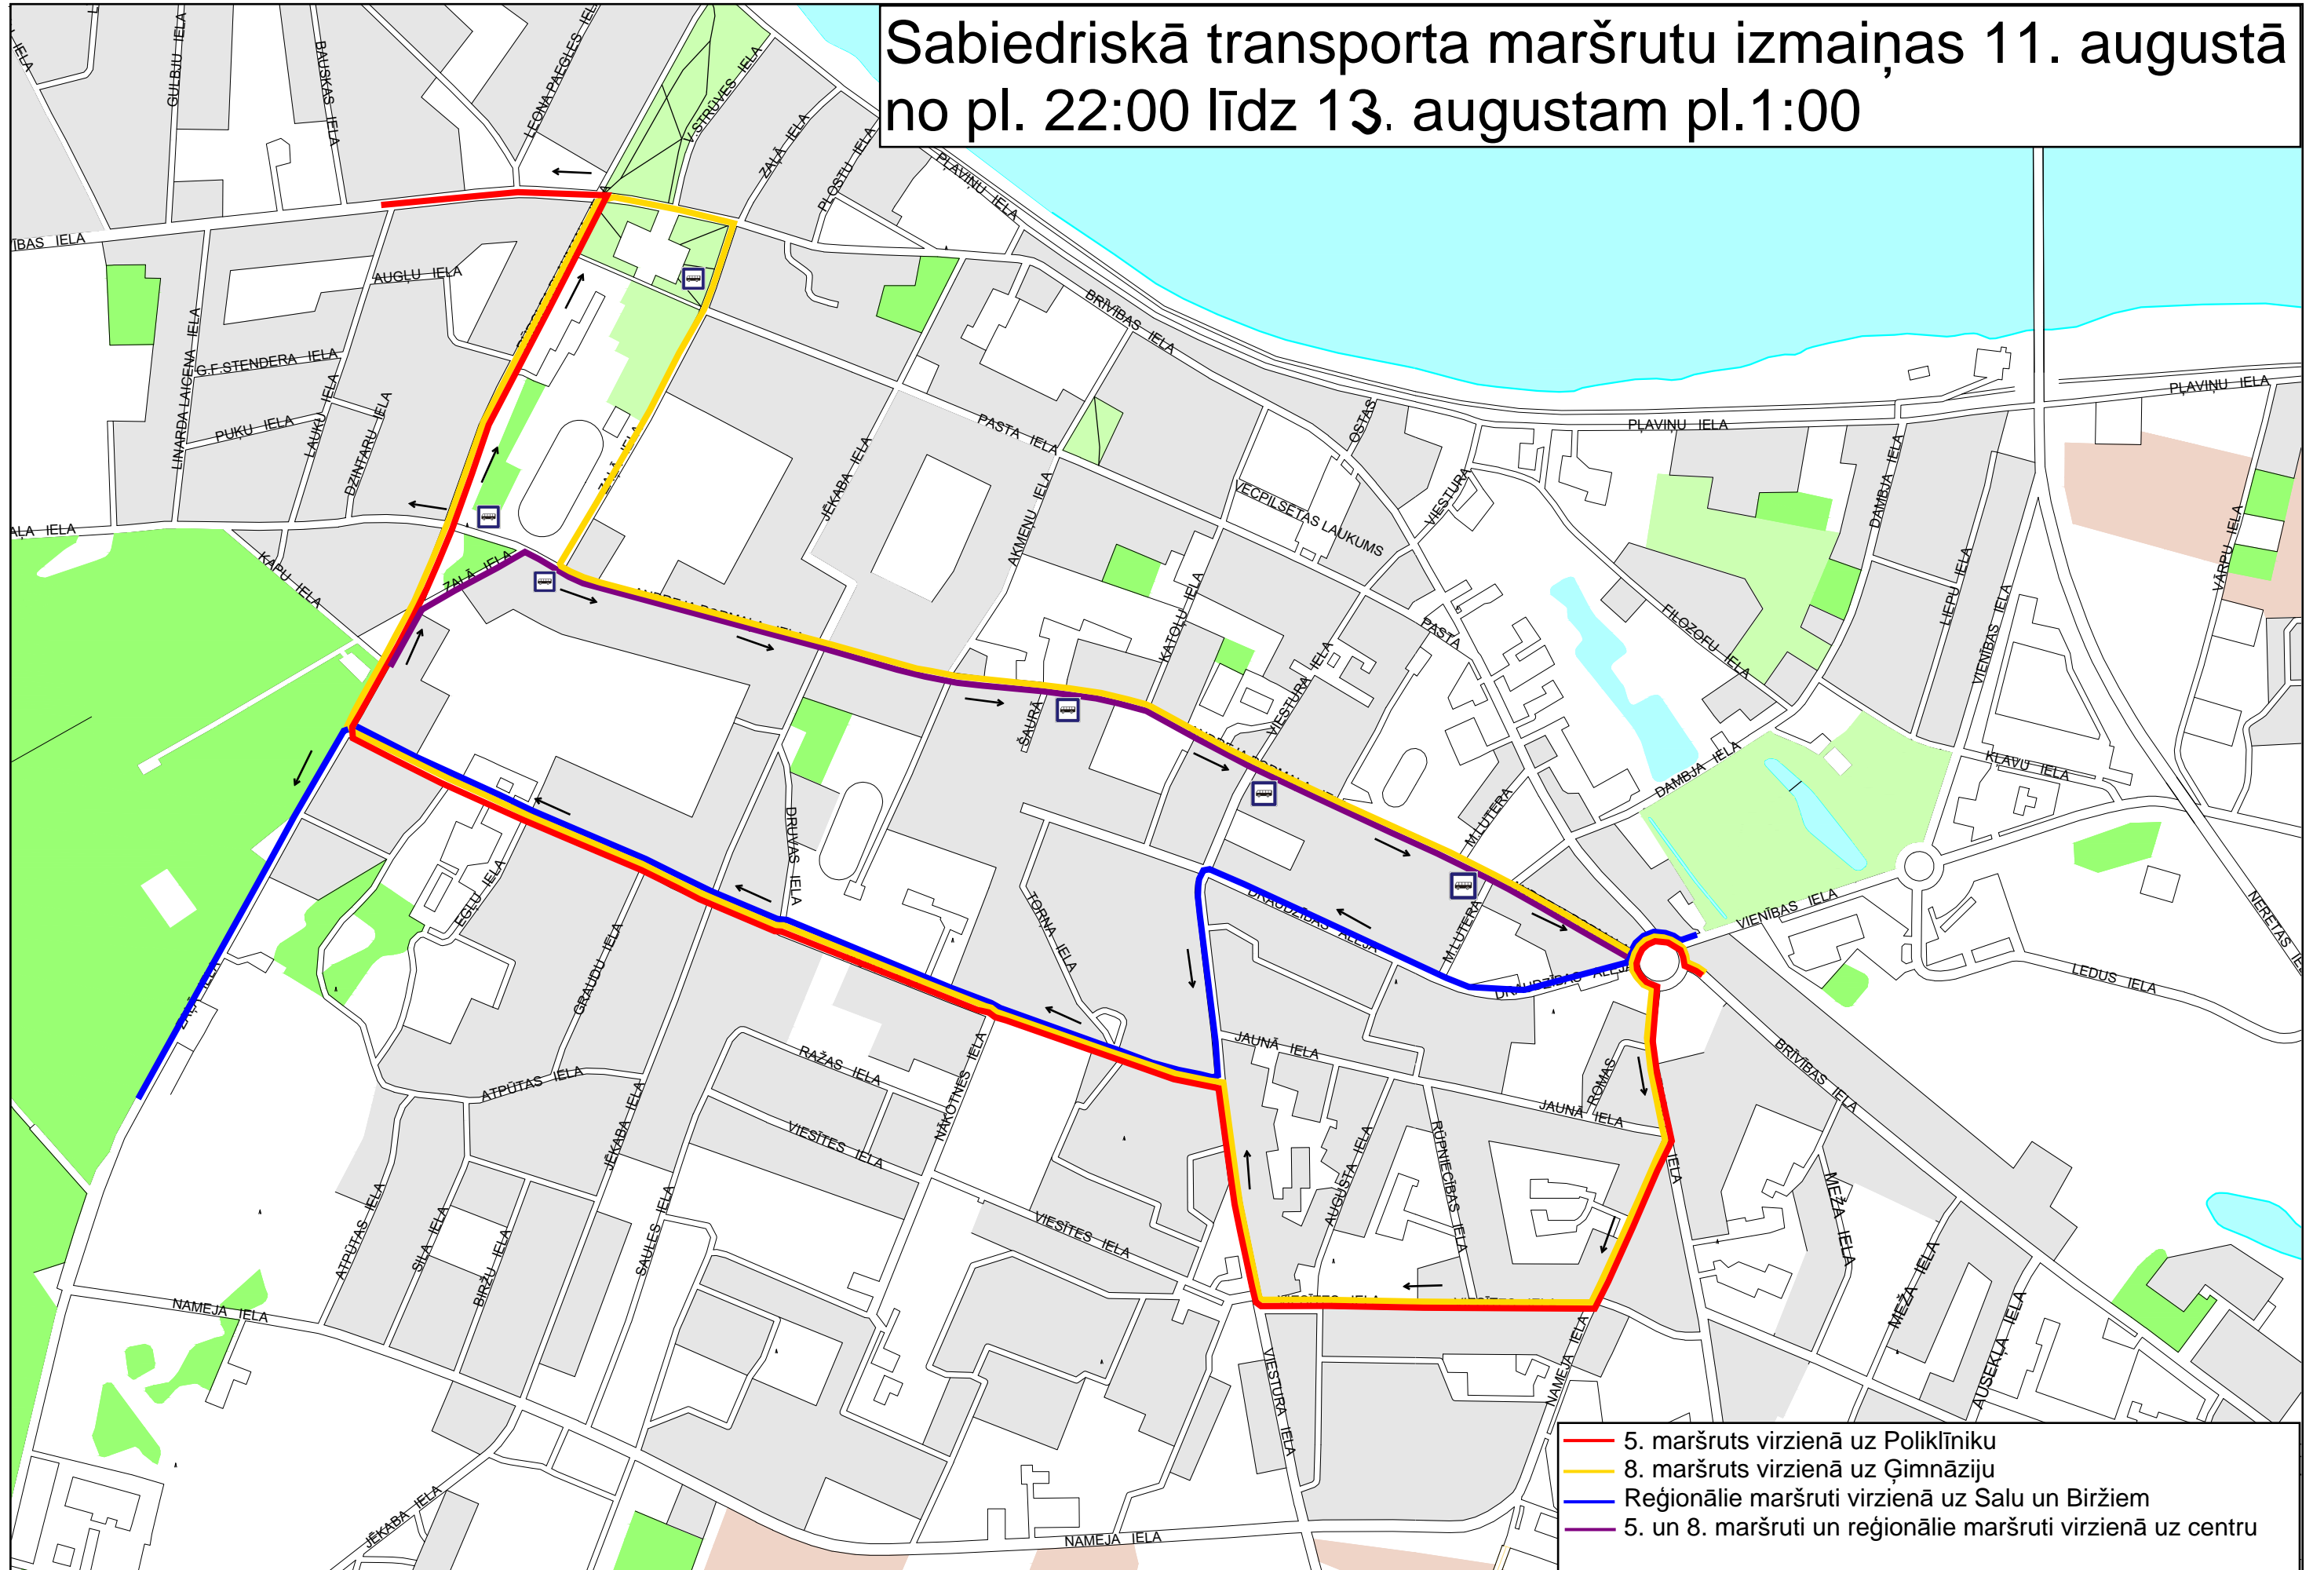 Sabiedriskā transporta maršrutu izmaiņas 11. augustā
no pl. 22:00 līdz 13. augustam pl.1:00
GULBJU IELA
BAUSKAS IELA
LEONA PAEGLES
V.STRŪVES IELA
ZAĻĀ IELA
PLOSTU IELA
PĻAVIŅU IELA
BRĪVĪBAS IELA
AUGĻU IELA
LINARDA LAICENA IELA
G.F.STENDERA IELA
PUĶU IELA
LAUKU IELA
DZINTARU IELA
PASTA IELA
JĒKABA IELA
AKMEŅU IELA
OSTAS
VIESTURA
VECPILSĒTAS LAUKUMS
PĻAVIŅU IELA
PĻAVIŅU IELA
DAMBJA IELA
LIEPU IELA
VIENĪBAS IELA
VĀRPU IELA
FILOZOFU IELA
KAPU IELA
ZAĻĀ IELA
KATOĻU IELA
PASTA
VIESTURA IELA
ŠAURĀ
DAMBJA IELA
KĻAVU IELA
M.LUTERA
DRUVAS IELA
EGĻU IELA
GRAUDU IELA
TORŅA IELA
DRAUDZĪBAS ALEJA
M.LUTERA
DRAUDZĪBAS ALEJA
VIENĪBAS IELA
LEDUS IELA
NERETAS
JAUNĀ IELA
JAUNĀ IELA
ROMAS
BRĪVĪBAS IELA
RAŽAS IELA
VIESĪTES IELA
NĀKOTNES IELA
ATPŪTAS IELA
JĒKABA IELA
AUGUSTA IELA
RŪPNIECĪBAS IELA
IELA
MEŽA IELA
MEŽA IELA
AUSEKĻA IELA
ATPŪTAS IELA
SILA IELA
BIRŽU IELA
SAULES IELA
VIESĪTES IELA
NAMEJA IELA
VIESTURA IELA
NAMEJA IELA
JĒKABA IELA
NAMEJA IELA
5. maršruts virzienā uz Poliklīniku
8. maršruts virzienā uz Ģimnāziju
Reģionālie maršruti virzienā uz Salu un Biržiem
5. un 8. maršruti un reģionālie maršruti virzienā uz centru